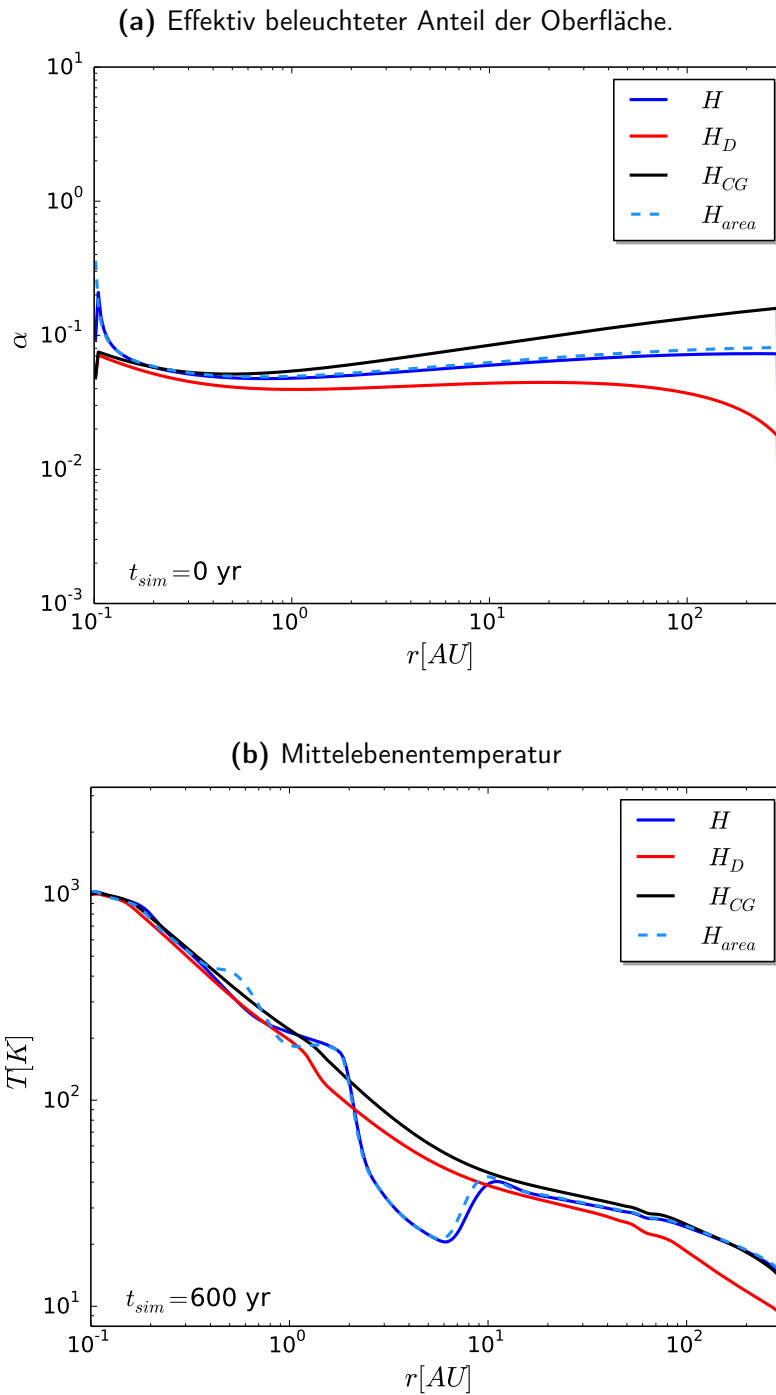 (a) Effektiv beleuchteter Anteil der Oberfläche.
10^1
10^0
10^-1
10^-2
10^-3
α
H
H_D
H_CG
H_area
t_sim=0 yr
10^-1 10^0 10^1 10^2
r[AU]
(b) Mittelebenentemperatur
10^3
10^2
10^1
T[K]
H
H_D
H_CG
H_area
t_sim=600 yr
10^-1 10^0 10^1 10^2
r[AU]